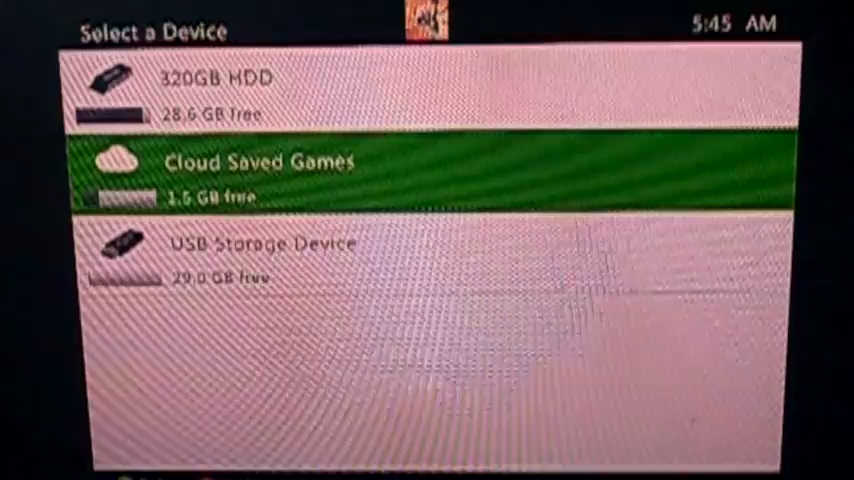 Select a Device
5:45 AM
320GB HDD
28.6 GB free
Cloud Saved Games
1.5 GB free
USB Storage Device
29.0 GB free